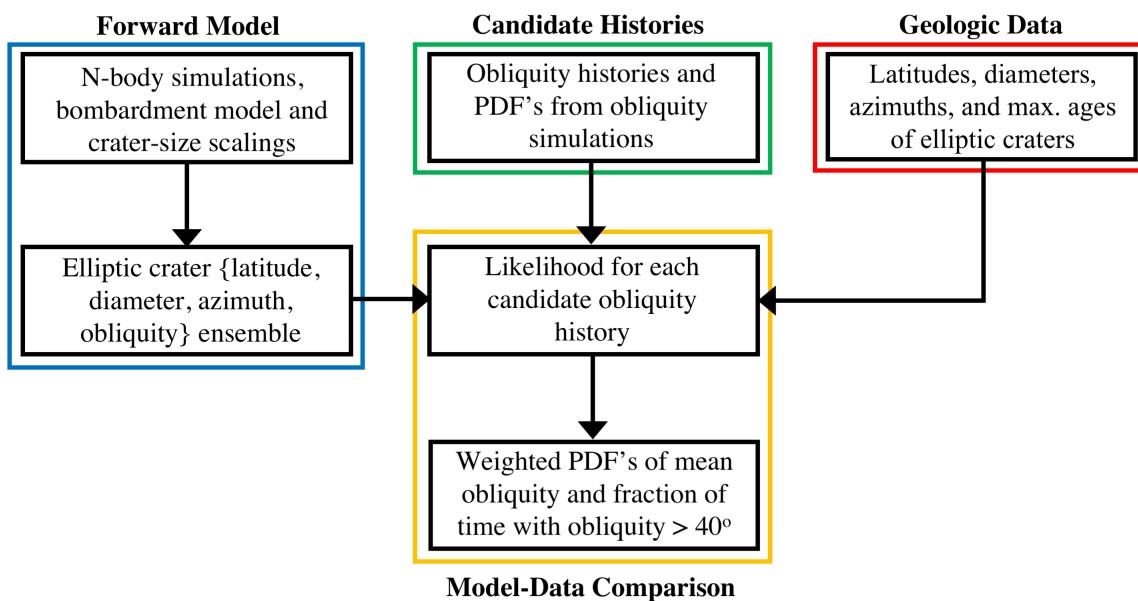 Forward Model
N-body simulations,
bombardment model and
crater-size scalings
Elliptic crater {latitude,
diameter, azimuth,
obliquity} ensemble
Candidate Histories
Obliquity histories and
PDF's from obliquity
simulations
Geologic Data
Latitudes, diameters,
azimuths, and max. ages
of elliptic craters
Likelihood for each
candidate obliquity
history
Weighted PDF's of mean
obliquity and fraction of
time with obliquity > 40º
Model-Data Comparison